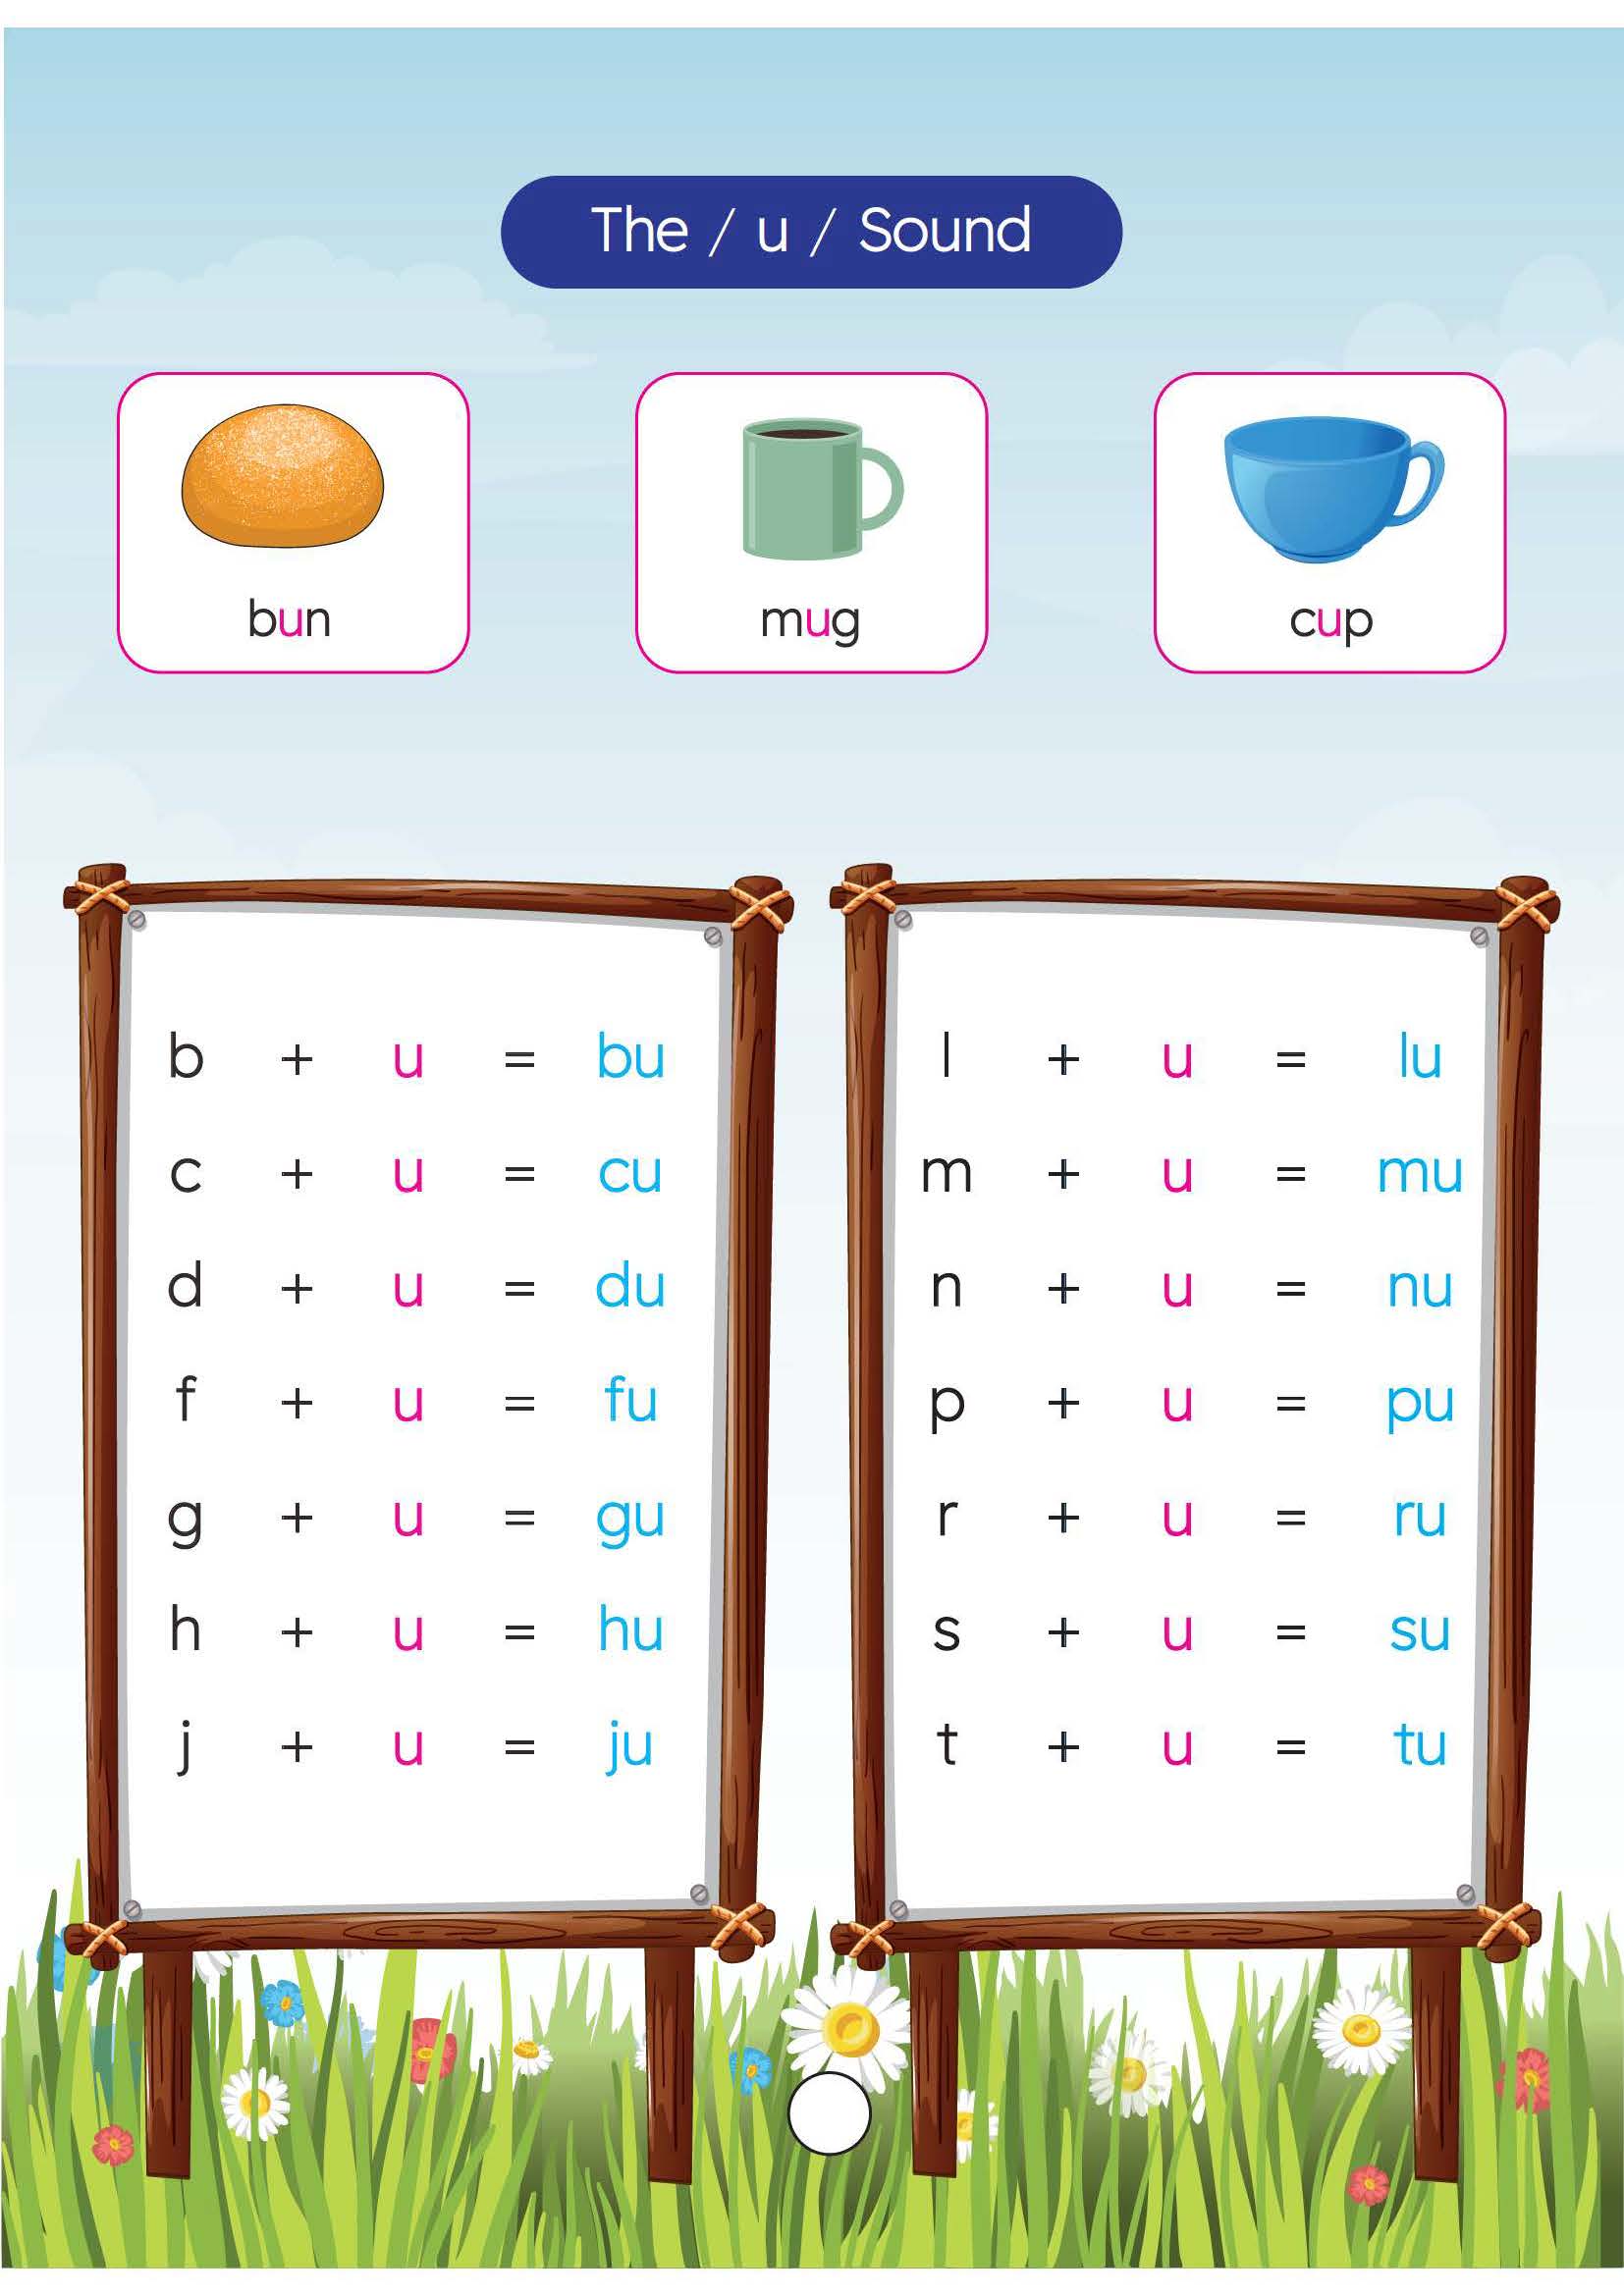 The / u / Sound
bun
mug
cup
b + u = bu
c + u = cu
d + u = du
f + u = fu
g + u = gu
h + u = hu
j + u = ju
l + u = lu
m + u = mu
n + u = nu
p + u = pu
r + u = ru
s + u = su
t + u = tu